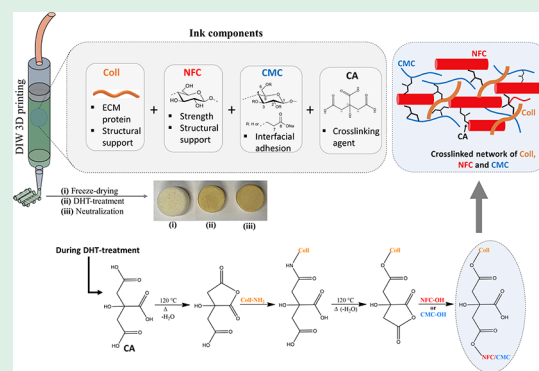 Ink components
DIW 3D printing
Coll
ECM
protein
Structural
support
+
NFC
Strength
Structural
support
+
CMC
Interfacial
adhesion
+
CA
Crosslinking
agent
CMC
NFC
Coll
CA
Crosslinked network of Coll,
NFC and CMC
(i) Freeze-drying
(ii) DHT-treatment
(iii) Neutralization
(i)
(ii)
(iii)
During DHT-treatment
CA
120 °C
Δ
-H₂O
Coll-NH₂
Coll
120 °C
Δ (-H₂O)
Coll
NFC-OH
or
CMC-OH
Coll
NFC/CMC